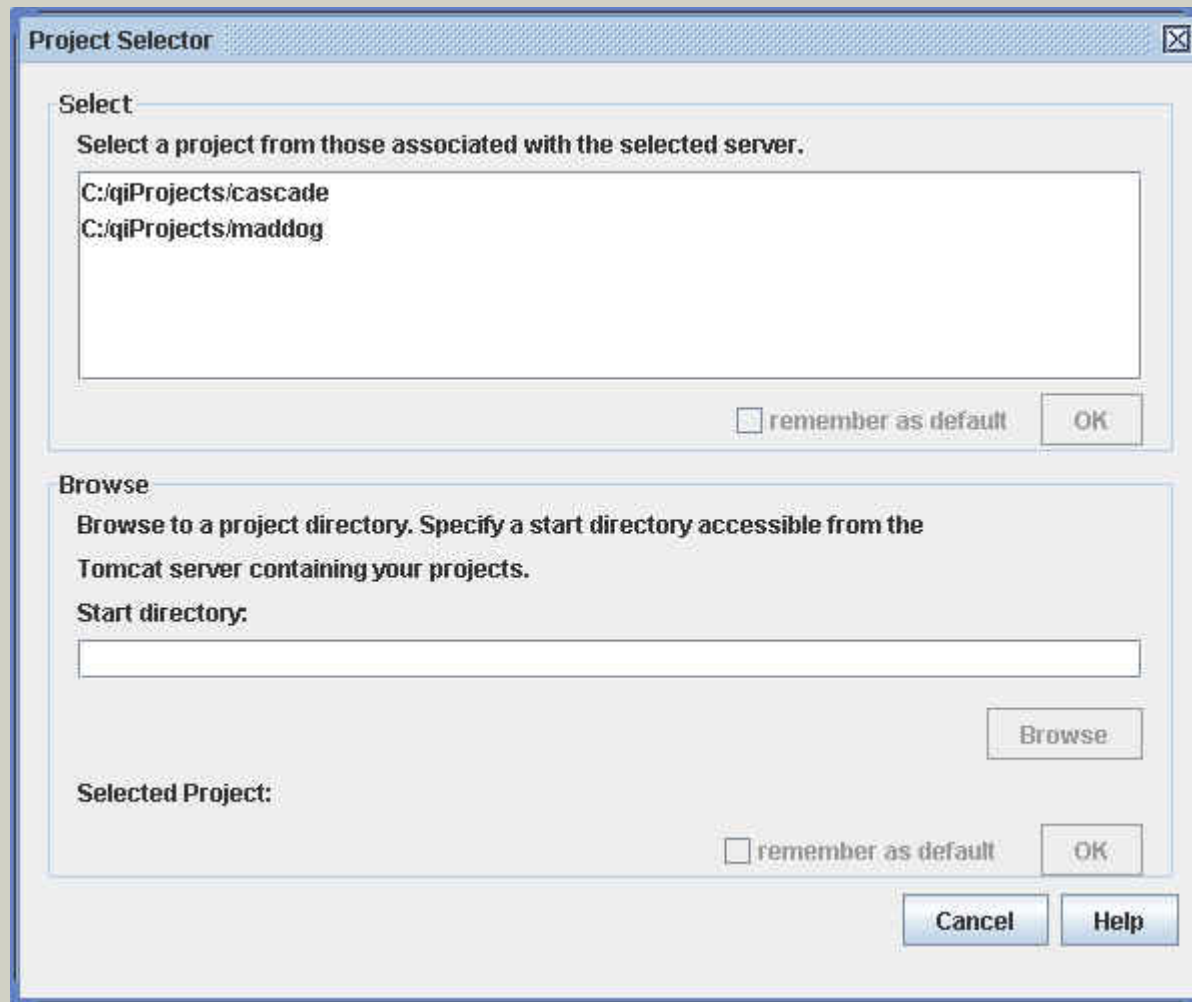 Project Selector
Select
Select a project from those associated with the selected server.
C:/qiProjects/cascade
C:/qiProjects/maddog
remember as default OK
Browse
Browse to a project directory. Specify a start directory accessible from the
Tomcat server containing your projects.
Start directory:
Browse
Selected Project:
remember as default OK
Cancel Help